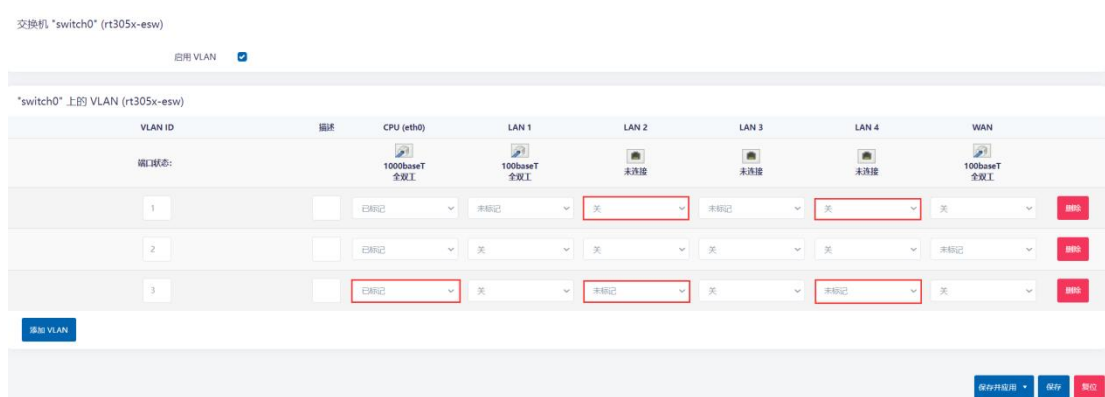 交换机 "switch0" (rt305x-esw)
启用 VLAN
"switch0" 上的 VLAN (rt305x-esw)
VLAN ID 描述 CPU (eth0) LAN 1 LAN 2 LAN 3 LAN 4 WAN
端口状态: 1000baseT 全双工 100baseT 全双工 未连接 未连接 未连接 100baseT 全双工
1 已标记 未标记 关 未标记 关 关 删除
2 已标记 关 关 关 关 未标记 删除
3 已标记 关 未标记 关 未标记 关 删除
添加 VLAN
保存并应用 保存 复位